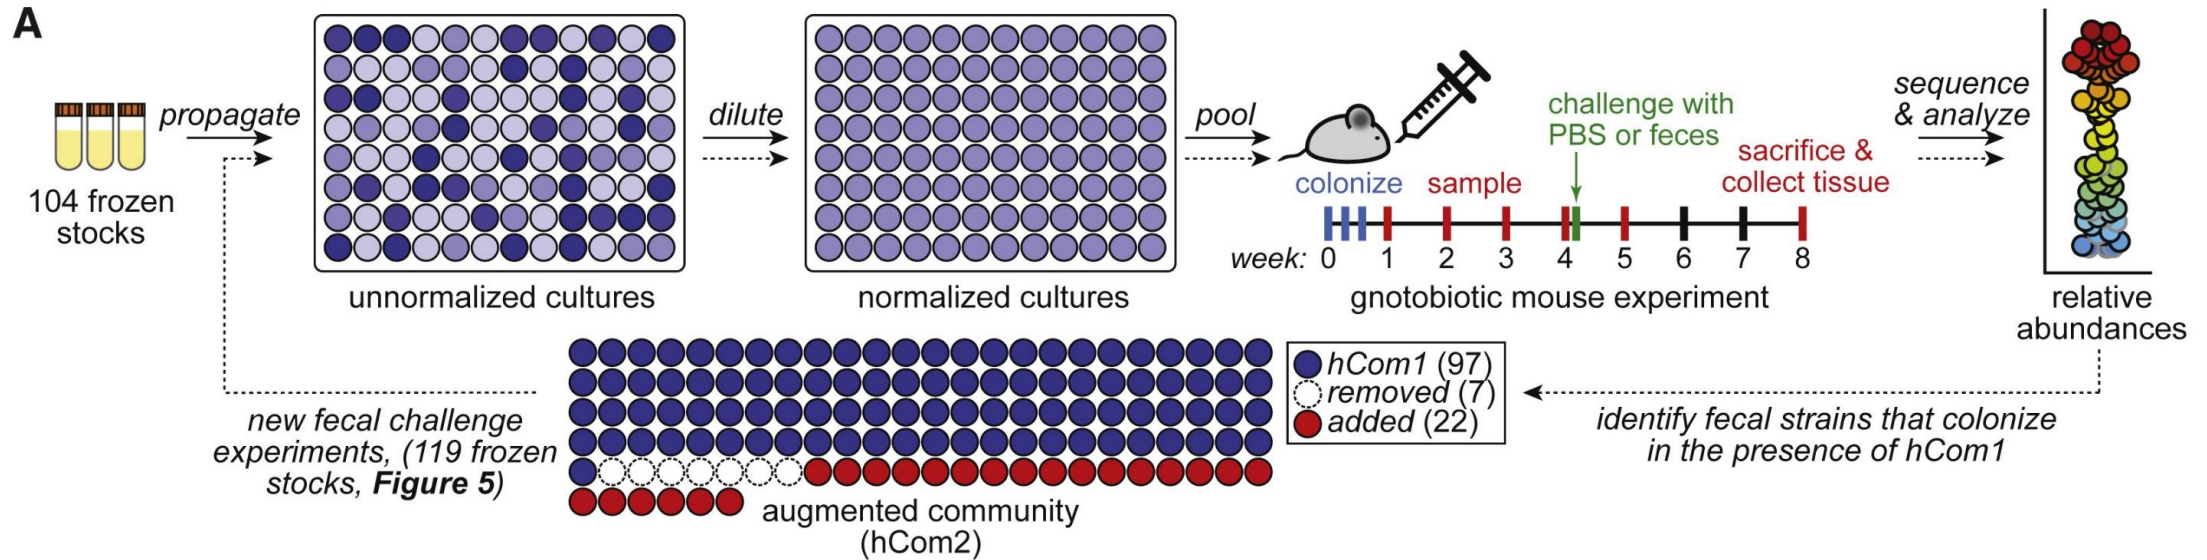 A
propagate
104 frozen
stocks
unnormalized cultures
dilute
normalized cultures
pool
challenge with
PBS or feces
colonize
sample
sacrifice &
collect tissue
week: 0 1 2 3 4 5 6 7 8
gnotobiotic mouse experiment
sequence
& analyze
relative
abundances
identify fecal strains that colonize
in the presence of hCom1
hCom1 (97)
removed (7)
added (22)
augmented community
(hCom2)
new fecal challenge
experiments, (119 frozen
stocks, Figure 5)